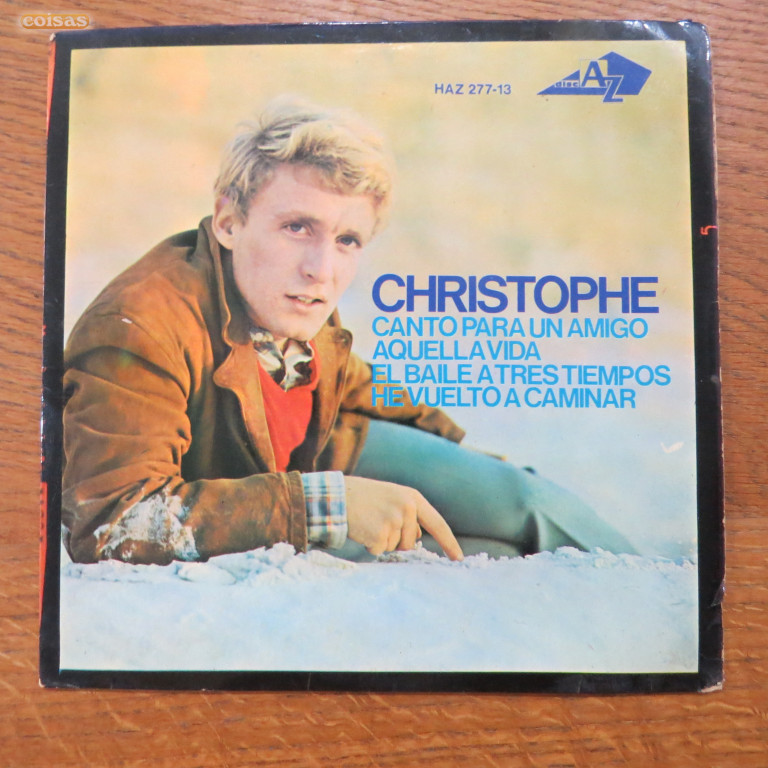 coisas
HAZ 277-13
disc AZ
CHRISTOPHE
CANTO PARA UN AMIGO
AQUELLA VIDA
EL BAILE A TRES TIEMPOS
HE VUELTO A CAMINAR